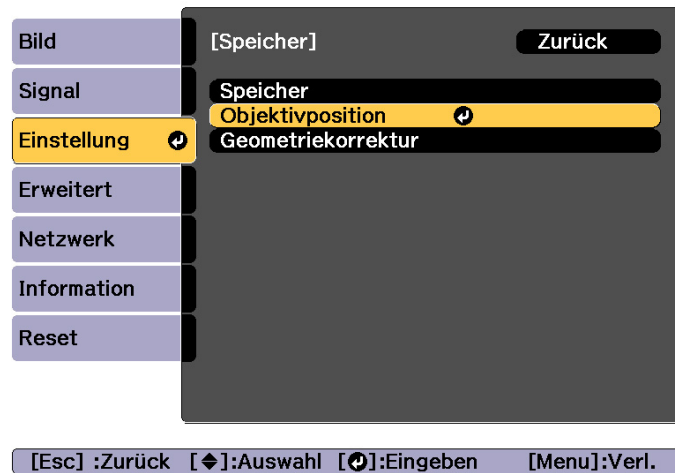 Bild
Signal
Einstellung
Erweitert
Netzwerk
Information
Reset
[Speicher] Zurück
Speicher
Objektivposition
Geometriekorrektur
[Esc] :Zurück [◆]:Auswahl [↵]:Eingeben [Menu]:Verl.